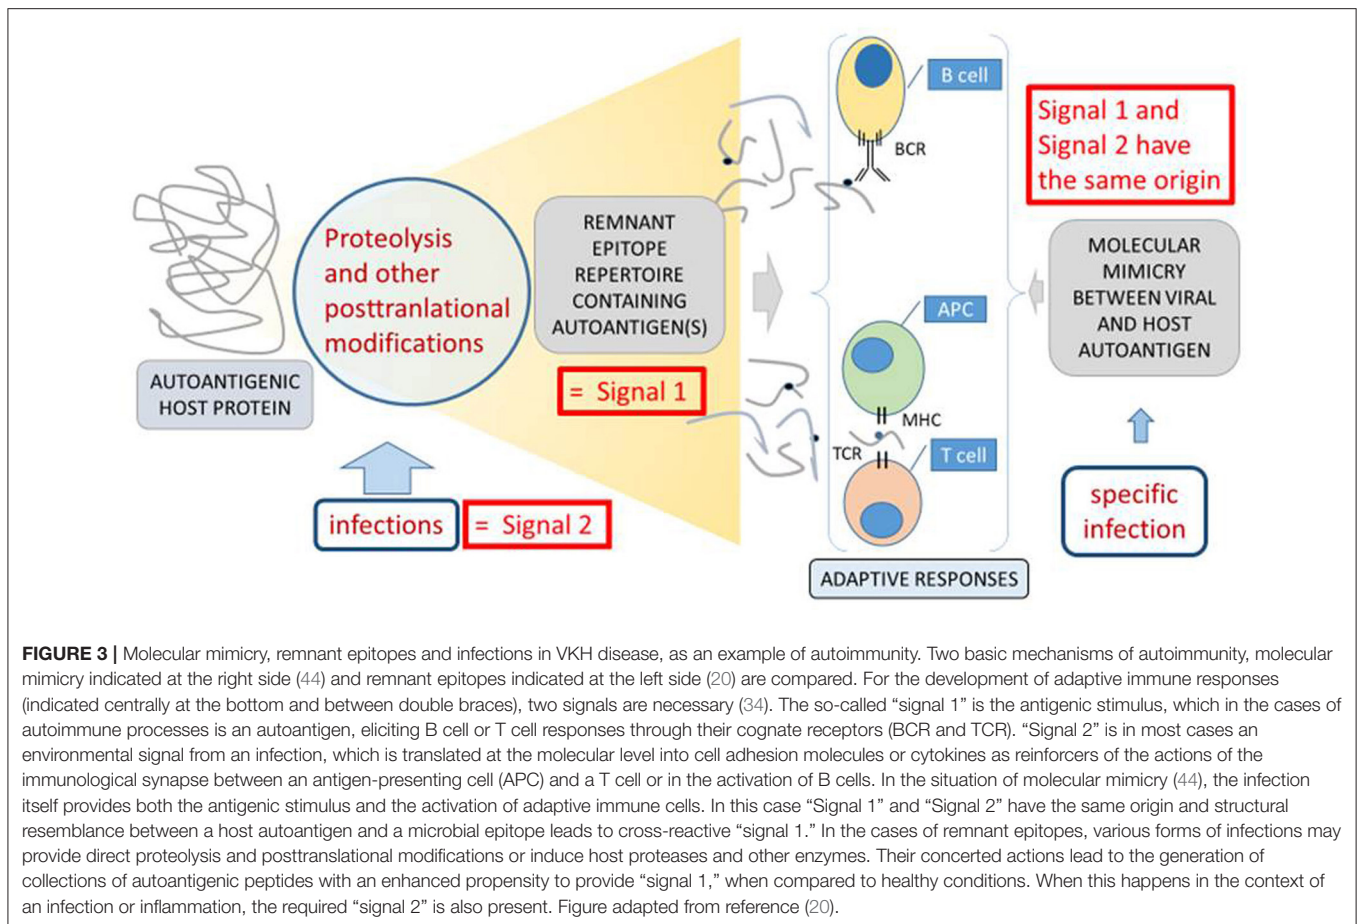 B cell
BCR
Signal 1 and
Signal 2 have
the same origin
Proteolysis
and other
posttranlational
modifications
REMNANT
EPITOPE
REPERTOIRE
CONTAINING
AUTOANTIGEN(S)
= Signal 1
AUTOANTIGENIC
HOST PROTEIN
infections
= Signal 2
APC
MHC
TCR
T cell
ADAPTIVE RESPONSES
MOLECULAR
MIMICRY
BETWEEN VIRAL
AND HOST
AUTOANTIGEN
specific
infection
FIGURE 3 | Molecular mimicry, remnant epitopes and infections in VKH disease, as an example of autoimmunity. Two basic mechanisms of autoimmunity, molecular
mimicry indicated at the right side (44) and remnant epitopes indicated at the left side (20) are compared. For the development of adaptive immune responses
(indicated centrally at the bottom and between double braces), two signals are necessary (34). The so-called “signal 1” is the antigenic stimulus, which in the cases of
autoimmune processes is an autoantigen, eliciting B cell or T cell responses through their cognate receptors (BCR and TCR). “Signal 2” is in most cases an
environmental signal from an infection, which is translated at the molecular level into cell adhesion molecules or cytokines as reinforcers of the actions of the
immunological synapse between an antigen-presenting cell (APC) and a T cell or in the activation of B cells. In the situation of molecular mimicry (44), the infection
itself provides both the antigenic stimulus and the activation of adaptive immune cells. In this case “Signal 1” and “Signal 2” have the same origin and structural
resemblance between a host autoantigen and a microbial epitope leads to cross-reactive “signal 1.” In the cases of remnant epitopes, various forms of infections may
provide direct proteolysis and posttranslational modifications or induce host proteases and other enzymes. Their concerted actions lead to the generation of
collections of autoantigenic peptides with an enhanced propensity to provide “signal 1,” when compared to healthy conditions. When this happens in the context of
an infection or inflammation, the required “signal 2” is also present. Figure adapted from reference (20).